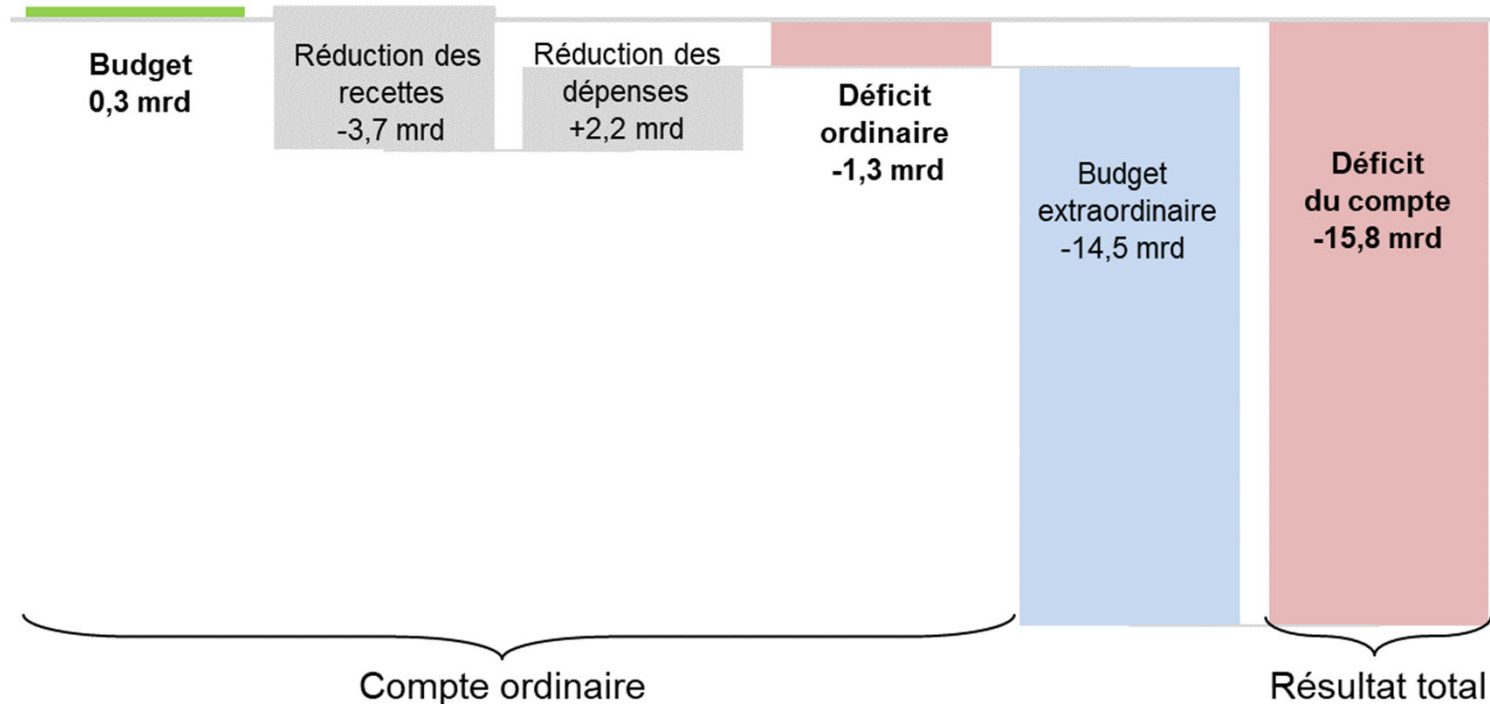 Budget
0,3 mrd
Réduction des
recettes
-3,7 mrd
Réduction des
dépenses
+2,2 mrd
Déficit
ordinaire
-1,3 mrd
Budget
extraordinaire
-14,5 mrd
Déficit
du compte
-15,8 mrd
Compte ordinaire
Résultat total